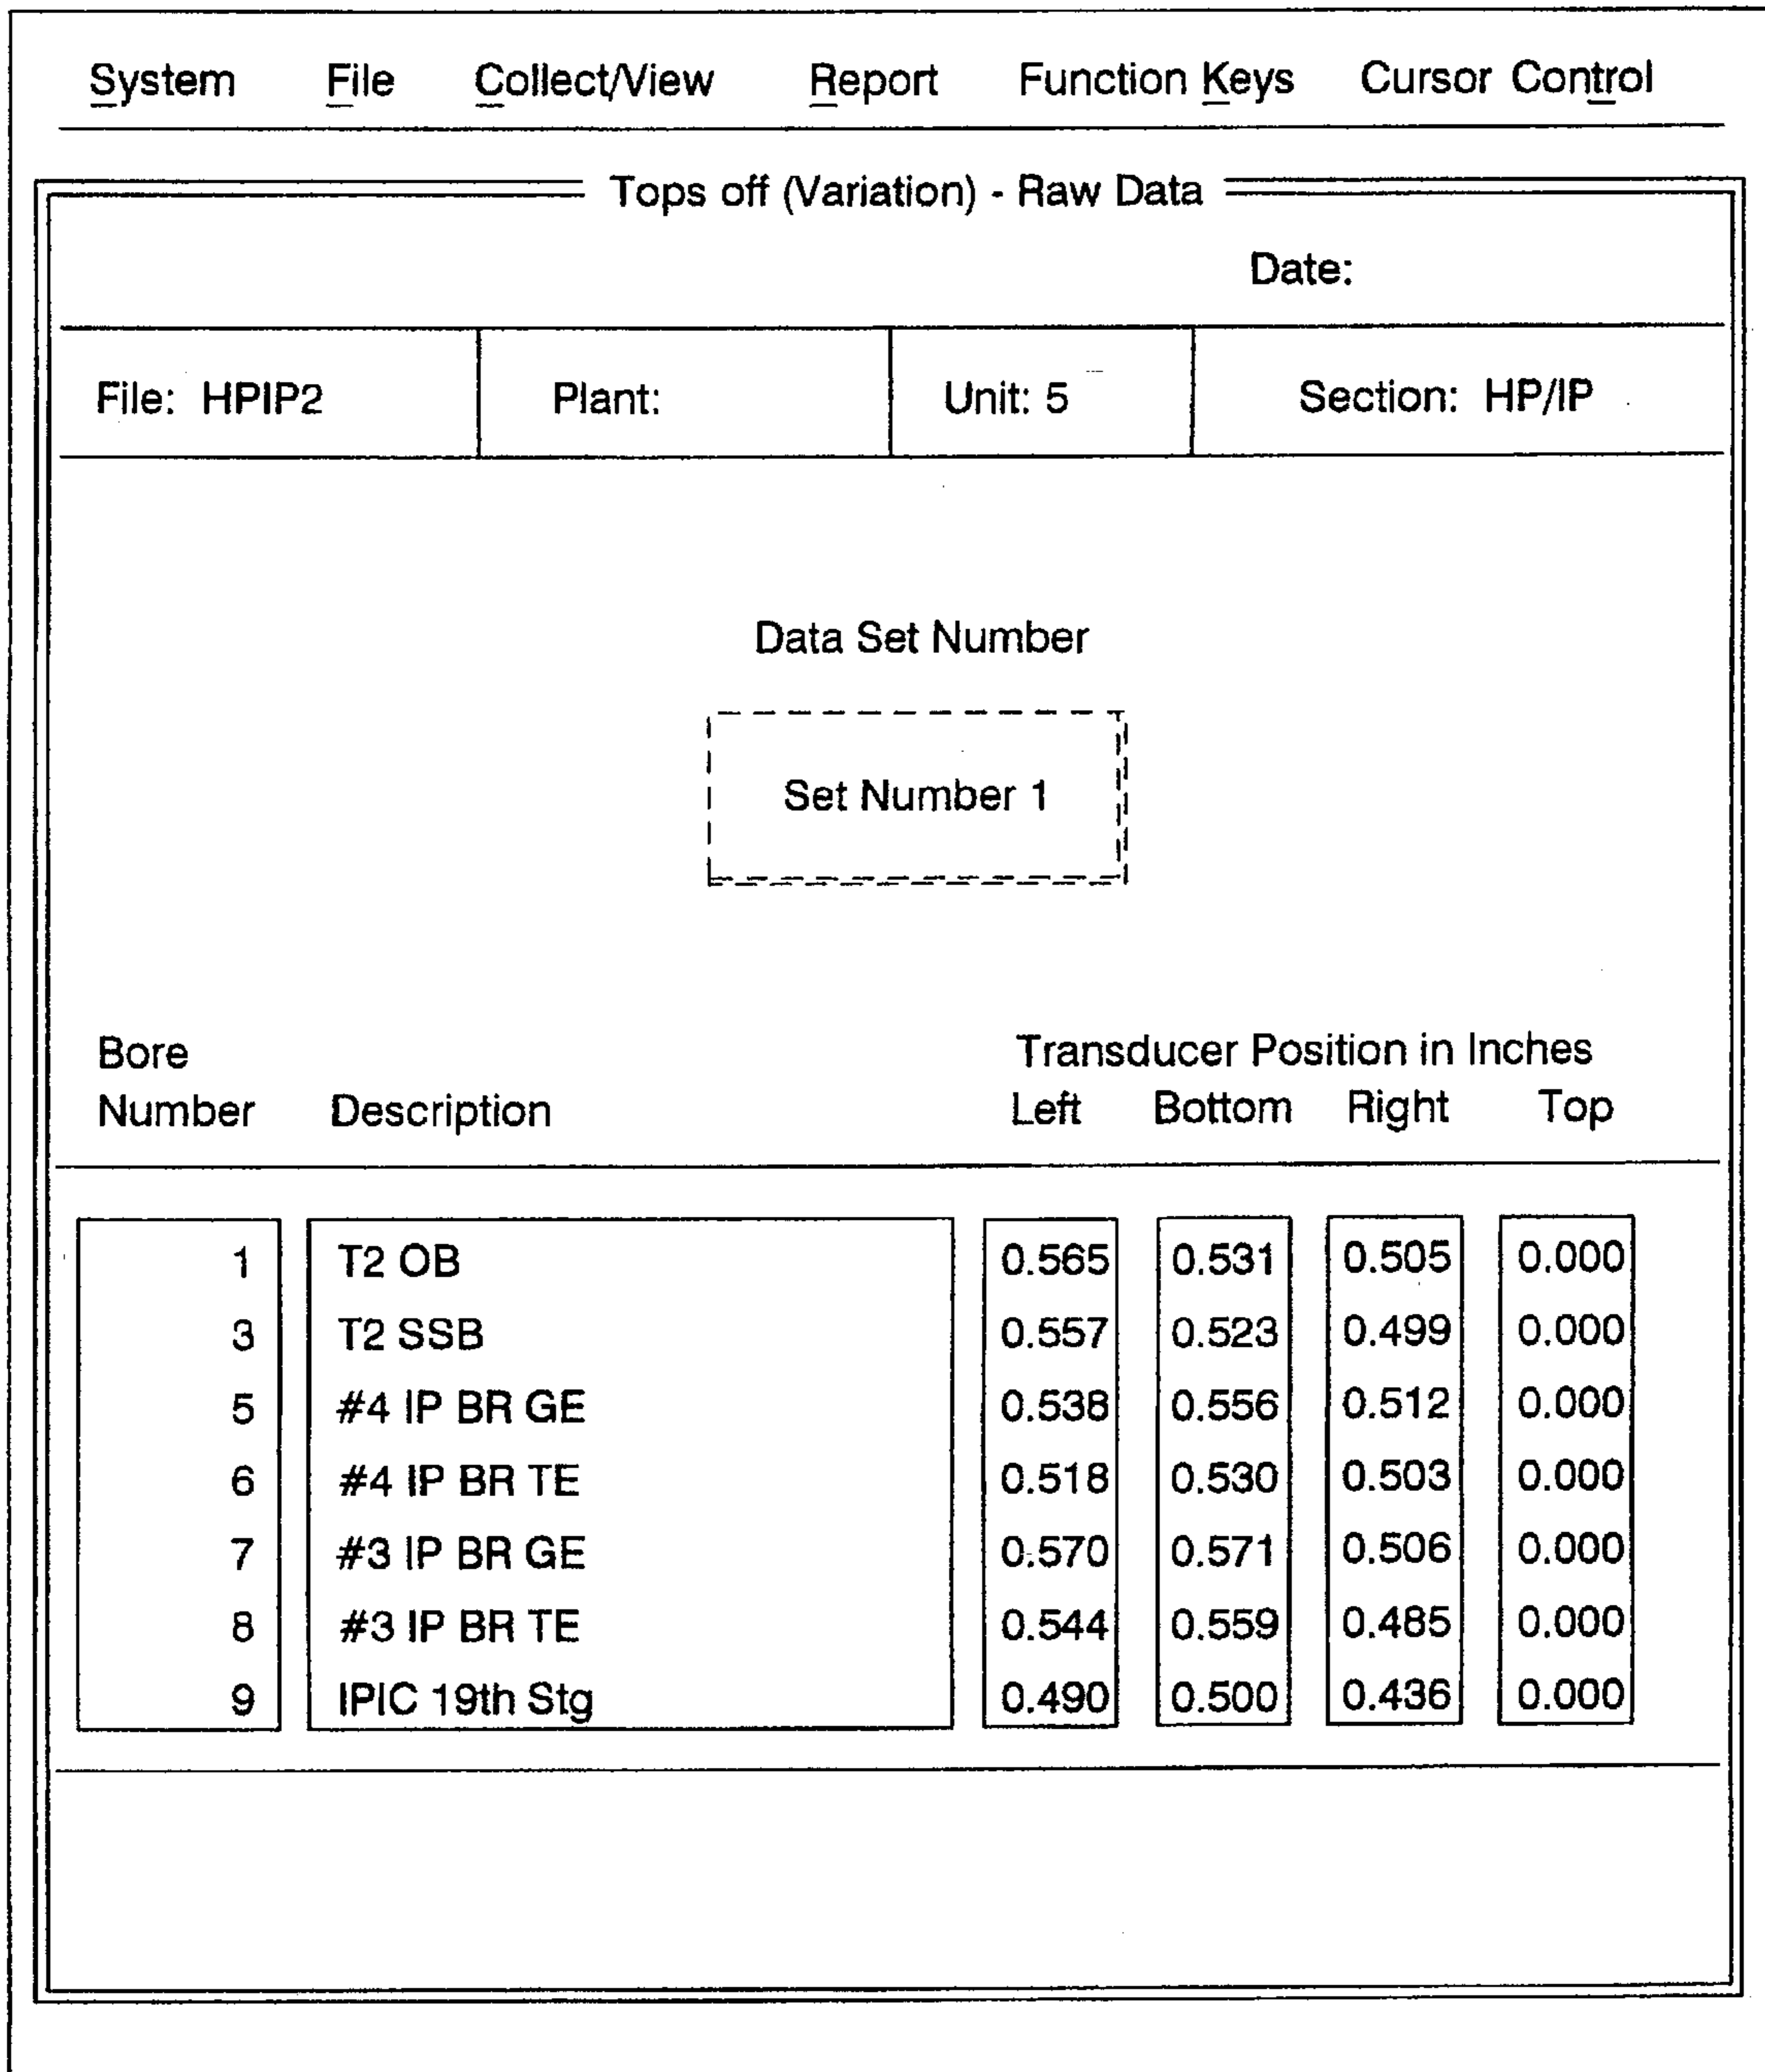 System File Collect/View Report Function Keys Cursor Control
Tops off (Variation) - Raw Data
Date:
File: HPIP2 Plant: Unit: 5 Section: HP/IP
Data Set Number
Set Number 1
Bore Transducer Position in Inches
Number Description Left Bottom Right Top
1 T2 OB 0.565 0.531 0.505 0.000
3 T2 SSB 0.557 0.523 0.499 0.000
5 #4 IP BR GE 0.538 0.556 0.512 0.000
6 #4 IP BR TE 0.518 0.530 0.503 0.000
7 #3 IP BR GE 0.570 0.571 0.506 0.000
8 #3 IP BR TE 0.544 0.559 0.485 0.000
9 IPIC 19th Stg 0.490 0.500 0.436 0.000